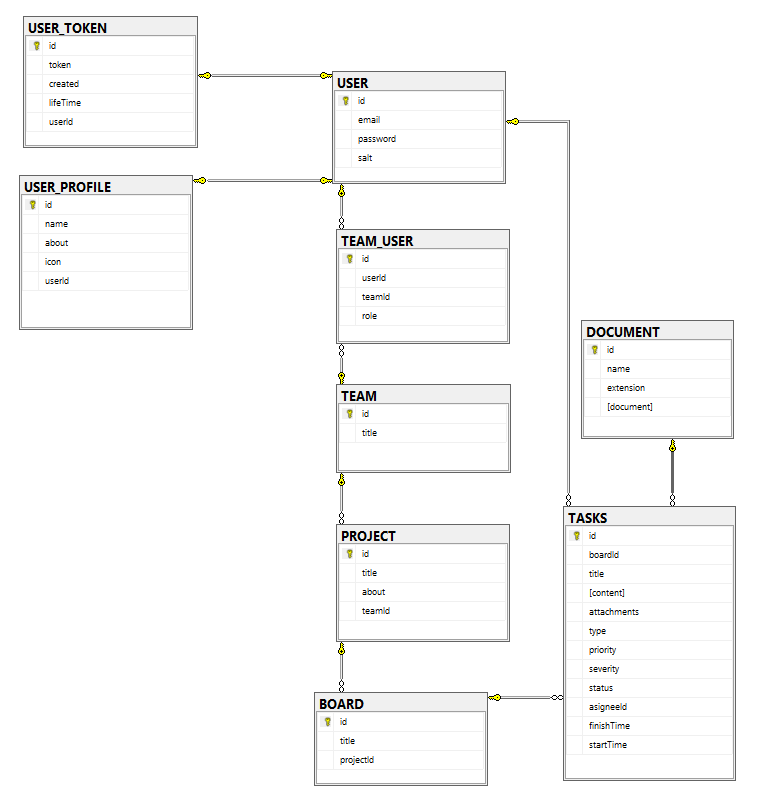 USER_TOKEN
id
token
created
lifeTime
userId
USER
id
email
password
salt
USER_PROFILE
id
name
about
icon
userId
TEAM_USER
id
userId
teamId
role
DOCUMENT
id
name
extension
[document]
TEAM
id
title
TASKS
id
boardId
title
[content]
attachments
type
priority
severity
status
asigneeId
finishTime
startTime
PROJECT
id
title
about
teamId
BOARD
id
title
projectId